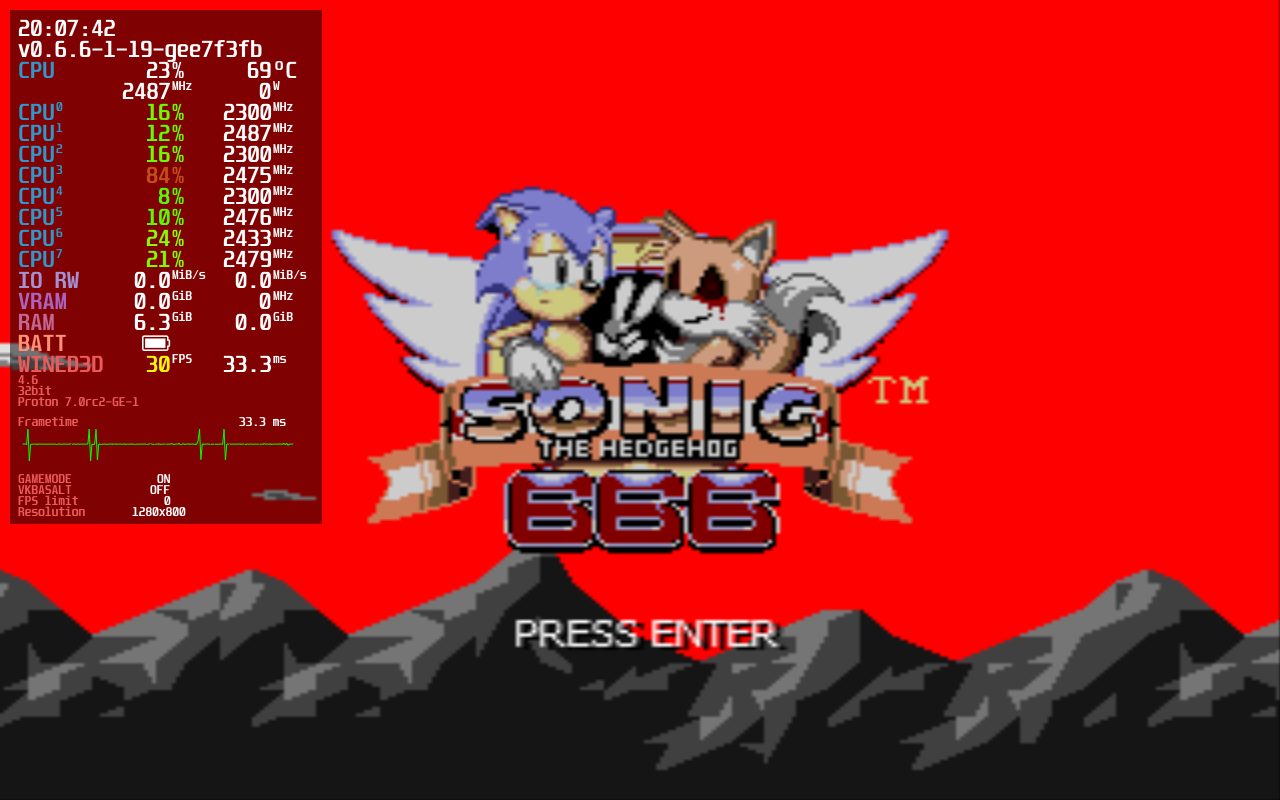 20:07:42
v0.6.6-1-19-gee7f3fb
CPU 23% 69°C
2487MHz 0W
CPU0 16% 2300MHz
CPU1 12% 2487MHz
CPU2 16% 2300MHz
CPU3 84% 2475MHz
CPU4 8% 2300MHz
CPU5 10% 2476MHz
CPU6 24% 2433MHz
CPU7 21% 2479MHz
IO RW 0.0MiB/s 0.0MiB/s
VRAM 0.0GiB 0MHz
RAM 6.3GiB 0.0GiB
BATT
WINED3D 30FPS 33.3ms
4.6
32bit
Proton 7.0rc2-GE-1
Frametime 33.3 ms
GAMEMODE ON
VKBASALT OFF
FPS limit 0
Resolution 1280x800
TM
SONIC
THE HEDGEHOG
666
PRESS ENTER